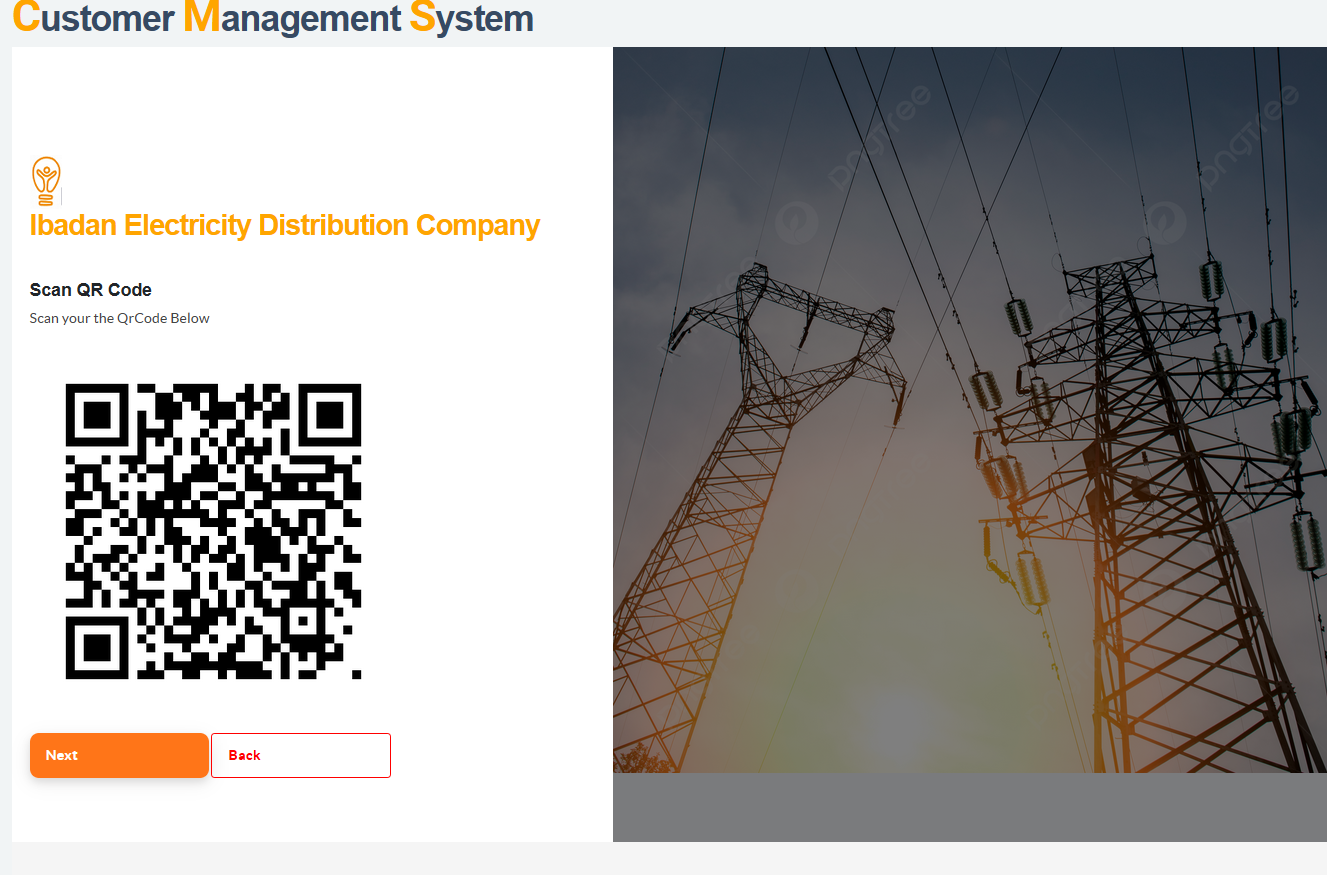 Customer Management System
Ibadan Electricity Distribution Company
Scan QR Code
Scan your the QrCode Below
Next
Back
pngtree
pngtree